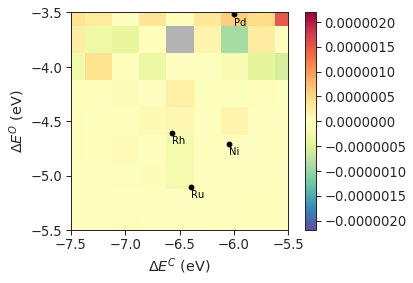 −3.5
−4.0
−4.5
−5.0
−5.5
ΔE^O (eV)
Pd
Rh
Ni
Ru
−7.5 −7.0 −6.5 −6.0 −5.5
ΔE^C (eV)
0.0000020
0.0000015
0.0000010
0.0000005
0.0000000
−0.0000005
−0.0000010
−0.0000015
−0.0000020